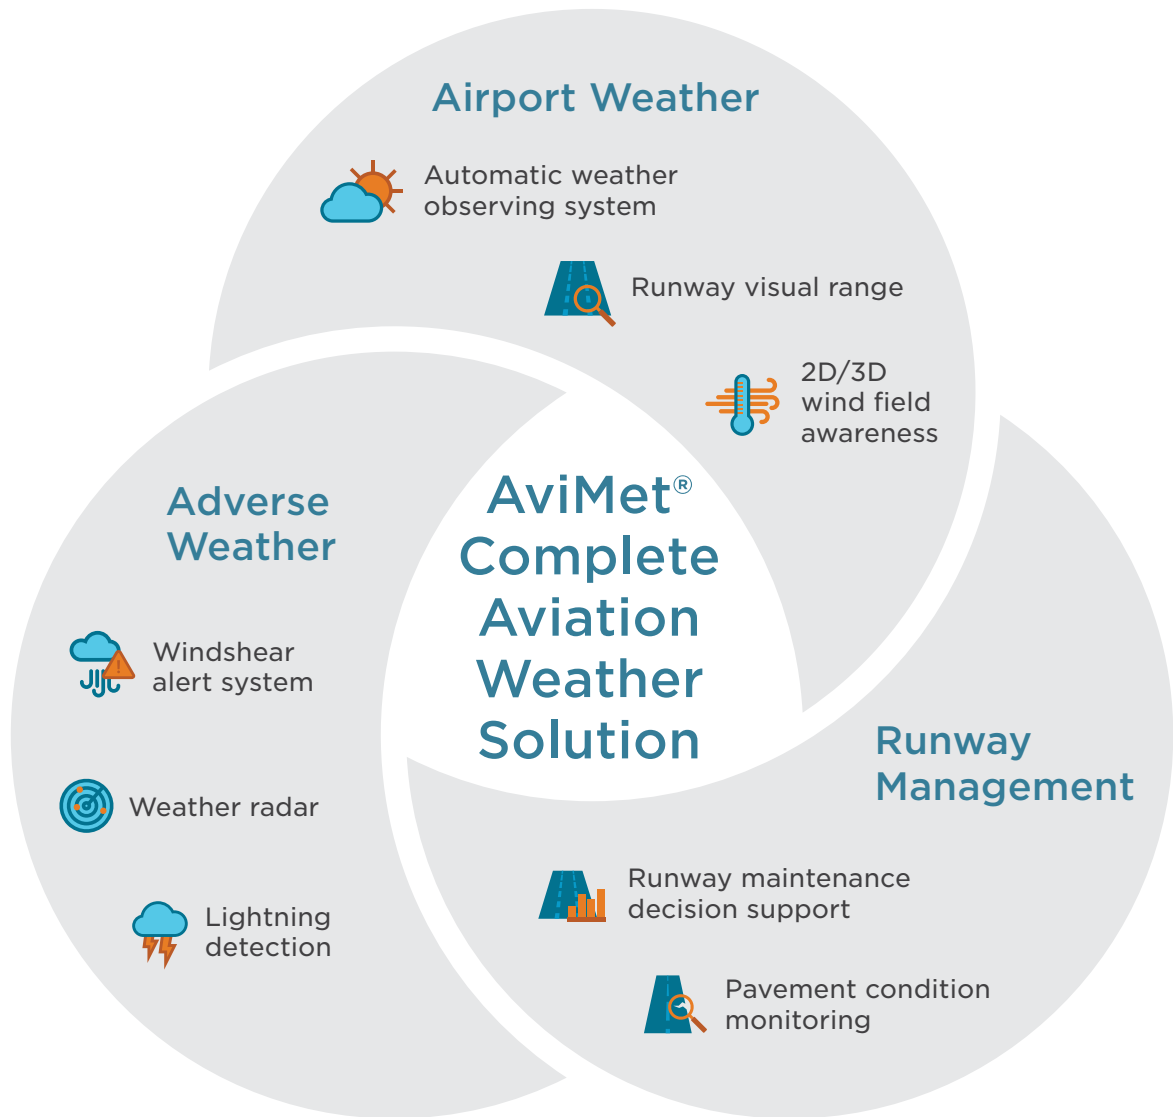 Airport Weather
Automatic weather
observing system
Runway visual range
2D/3D
wind field
awareness
AviMet®
Complete
Aviation
Weather
Solution
Adverse
Weather
Windshear
alert system
Weather radar
Lightning
detection
Runway
Management
Runway maintenance
decision support
Pavement condition
monitoring